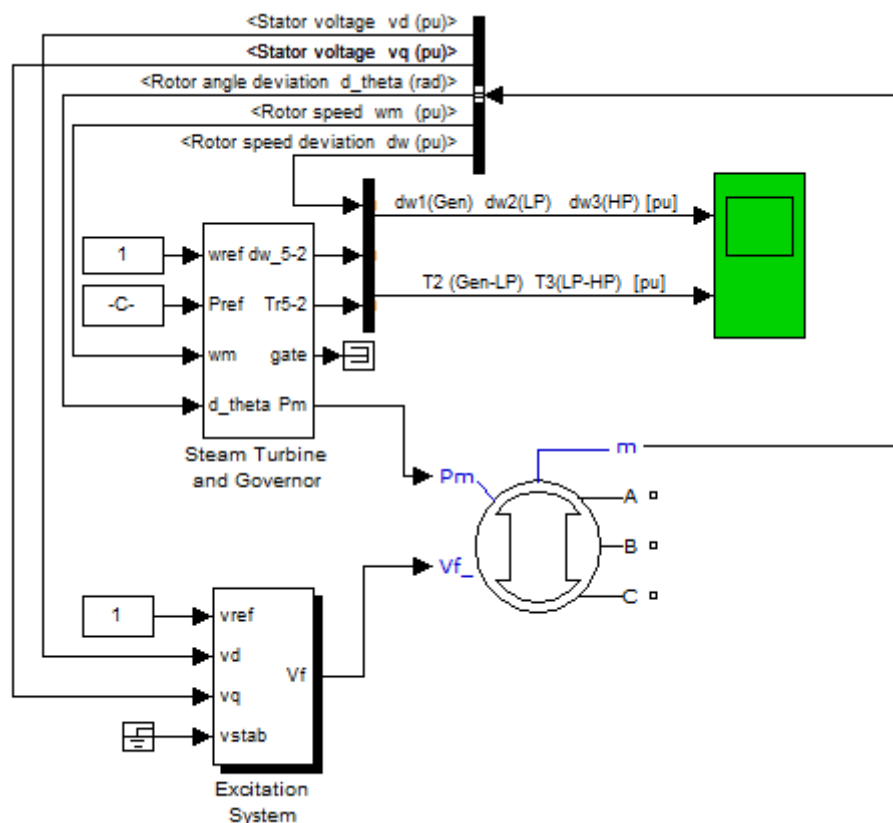 <Stator voltage vd (pu)>
<Stator voltage vq (pu)>
<Rotor angle deviation d_theta (rad)>
<Rotor speed wm (pu)>
<Rotor speed deviation dw (pu)>
dw1(Gen) dw2(LP) dw3(HP) [pu]
1
wref dw_5-2
T2 (Gen-LP) T3(LP-HP) [pu]
-C-
Pref Tr5-2
wm gate
d_theta Pm
Steam Turbine
and Governor
m
Pm
A
B
Vf_
C
1
vref
vd
Vf
vq
vstab
Excitation
System